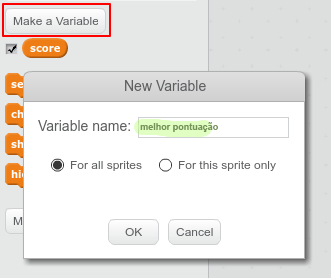 Make a Variable
score
se
ch
sh
hi
M
New Variable
Variable name: melhor pontuação
For all sprites For this sprite only
OK Cancel